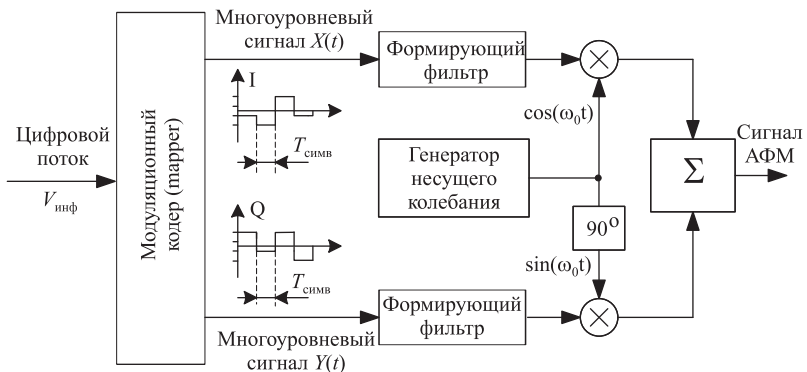 Многоуровневый
сигнал X(t)
Формирующий
фильтр
I
cos(ω₀t)
Tсимв
Цифровой
поток
Vинф
Модуляционный
кодер (mapper)
Генератор
несущего
колебания
Σ
Сигнал
АФМ
Q
90°
Tсимв
sin(ω₀t)
Формирующий
фильтр
Многоуровневый
сигнал Y(t)